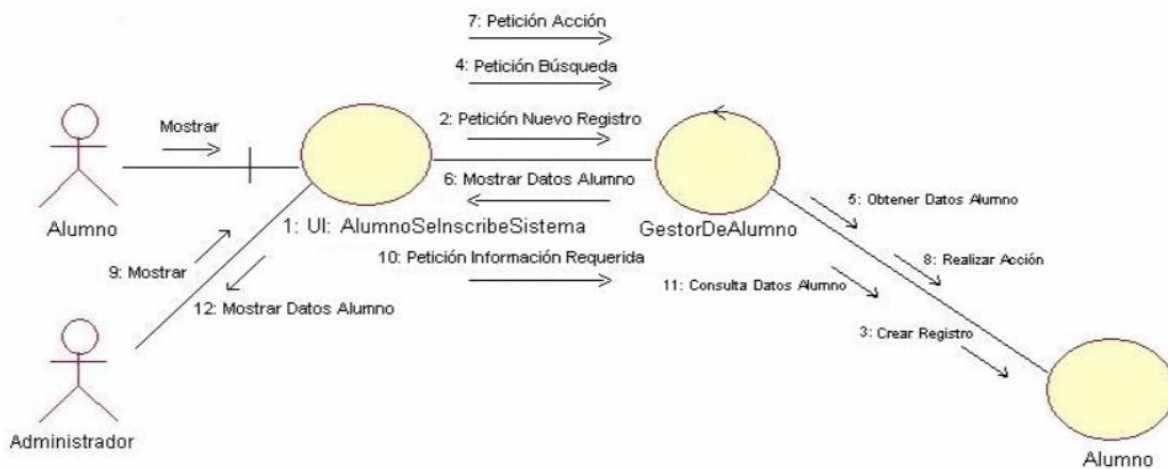 7: Petición Acción
4: Petición Búsqueda
2: Petición Nuevo Registro
Mostrar
6: Mostrar Datos Alumno
5: Obtener Datos Alumno
Alumno
1: UI: AlumnoSeInscribeSistema
GestorDeAlumno
10: Petición Información Requerida
8: Realizar Acción
9: Mostrar
11: Consulta Datos Alumno
12: Mostrar Datos Alumno
3: Crear Registro
Administrador
Alumno